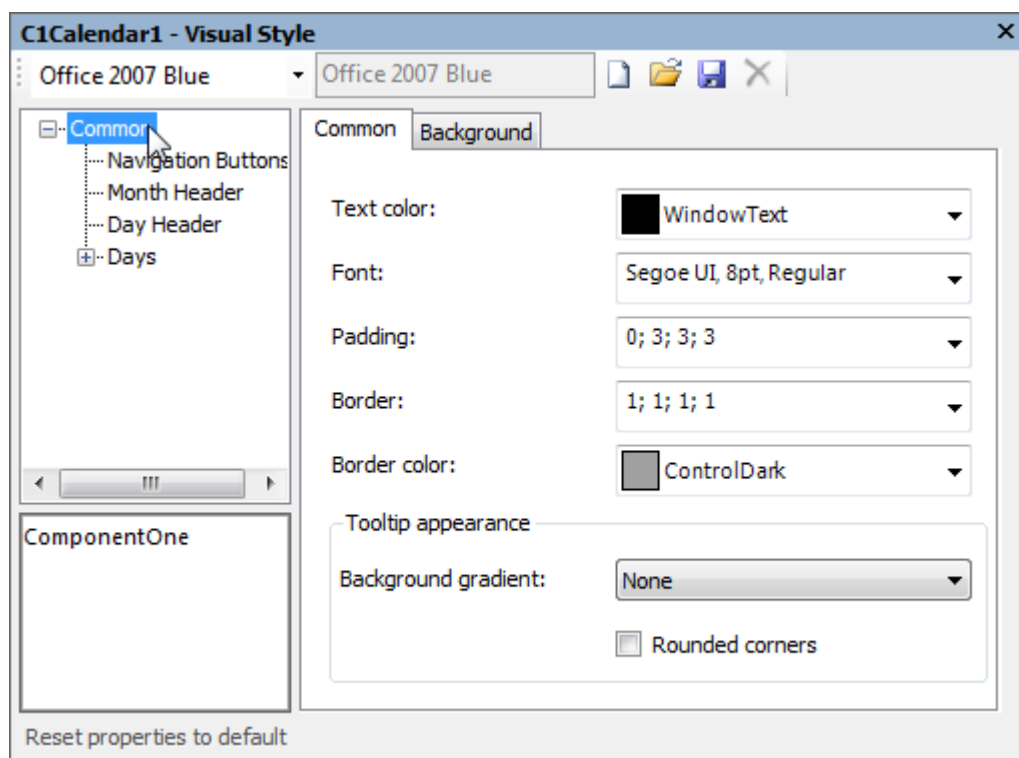 C1Calendar1 - Visual Style
Office 2007 Blue
Office 2007 Blue
Common
Navigation Buttons
Month Header
Day Header
Days
ComponentOne
Reset properties to default
Common
Background
Text color:
WindowText
Font:
Segoe UI, 8pt, Regular
Padding:
0; 3; 3; 3
Border:
1; 1; 1; 1
Border color:
ControlDark
Tooltip appearance
Background gradient:
None
Rounded corners